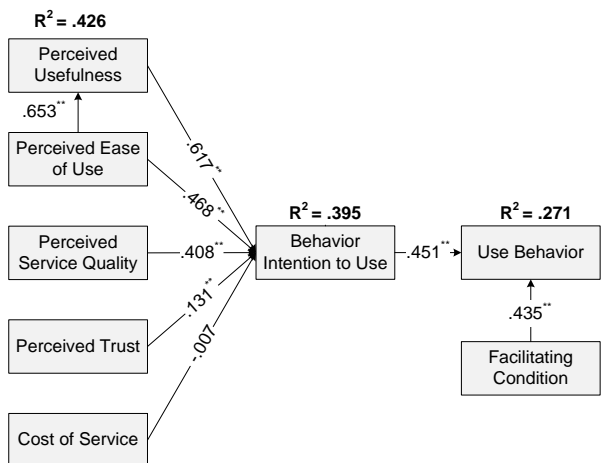 R² = .426
Perceived
Usefulness
.653**
Perceived Ease
of Use
.617**
.468**
Perceived
Service Quality
.408**
.131**
Perceived Trust
-.007
Cost of Service
R² = .395
Behavior
Intention to Use
.451**
R² = .271
Use Behavior
.435**
Facilitating
Condition